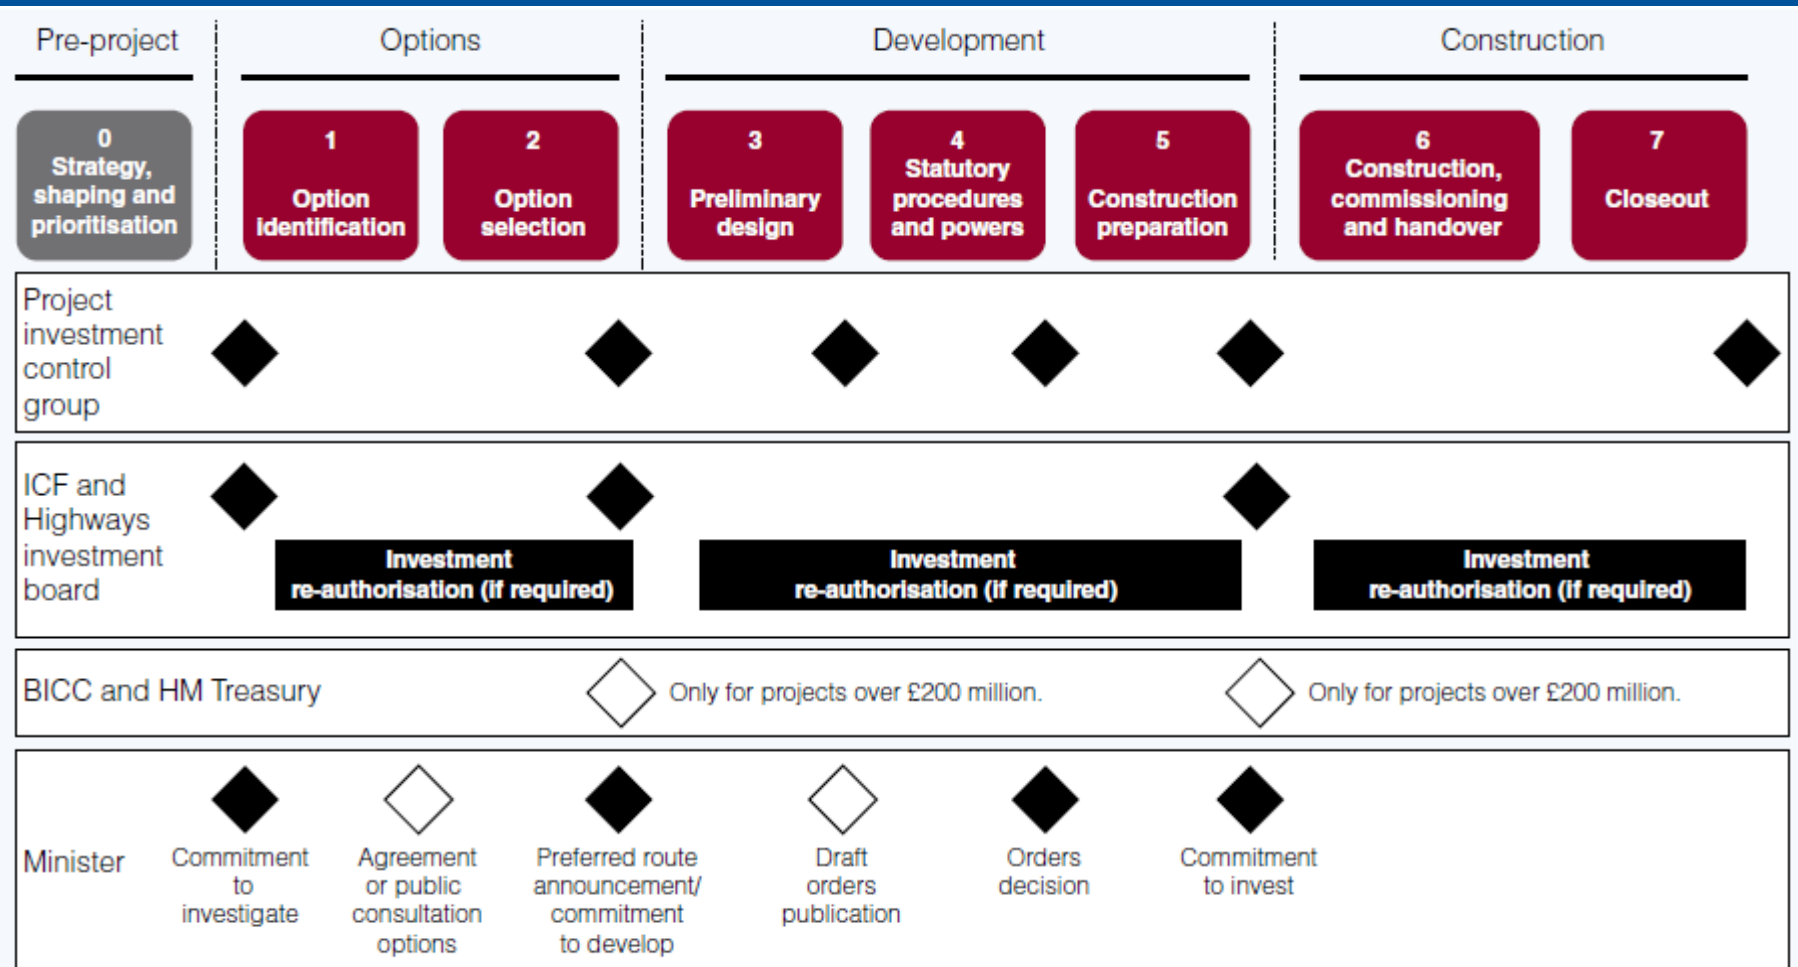 Pre-project
Options
Development
Construction
0
Strategy,
shaping and
prioritisation
1
Option
identification
2
Option
selection
3
Preliminary
design
4
Statutory
procedures
and powers
5
Construction
preparation
6
Construction,
commissioning
and handover
7
Closeout
Project
investment
control
group
ICF and
Highways
investment
board
Investment
re-authorisation (if required)
Investment
re-authorisation (if required)
Investment
re-authorisation (if required)
BICC and HM Treasury
Only for projects over £200 million.
Only for projects over £200 million.
Minister
Commitment
to
investigate
Agreement
or public
consultation
options
Preferred route
announcement/
commitment
to develop
Draft
orders
publication
Orders
decision
Commitment
to invest